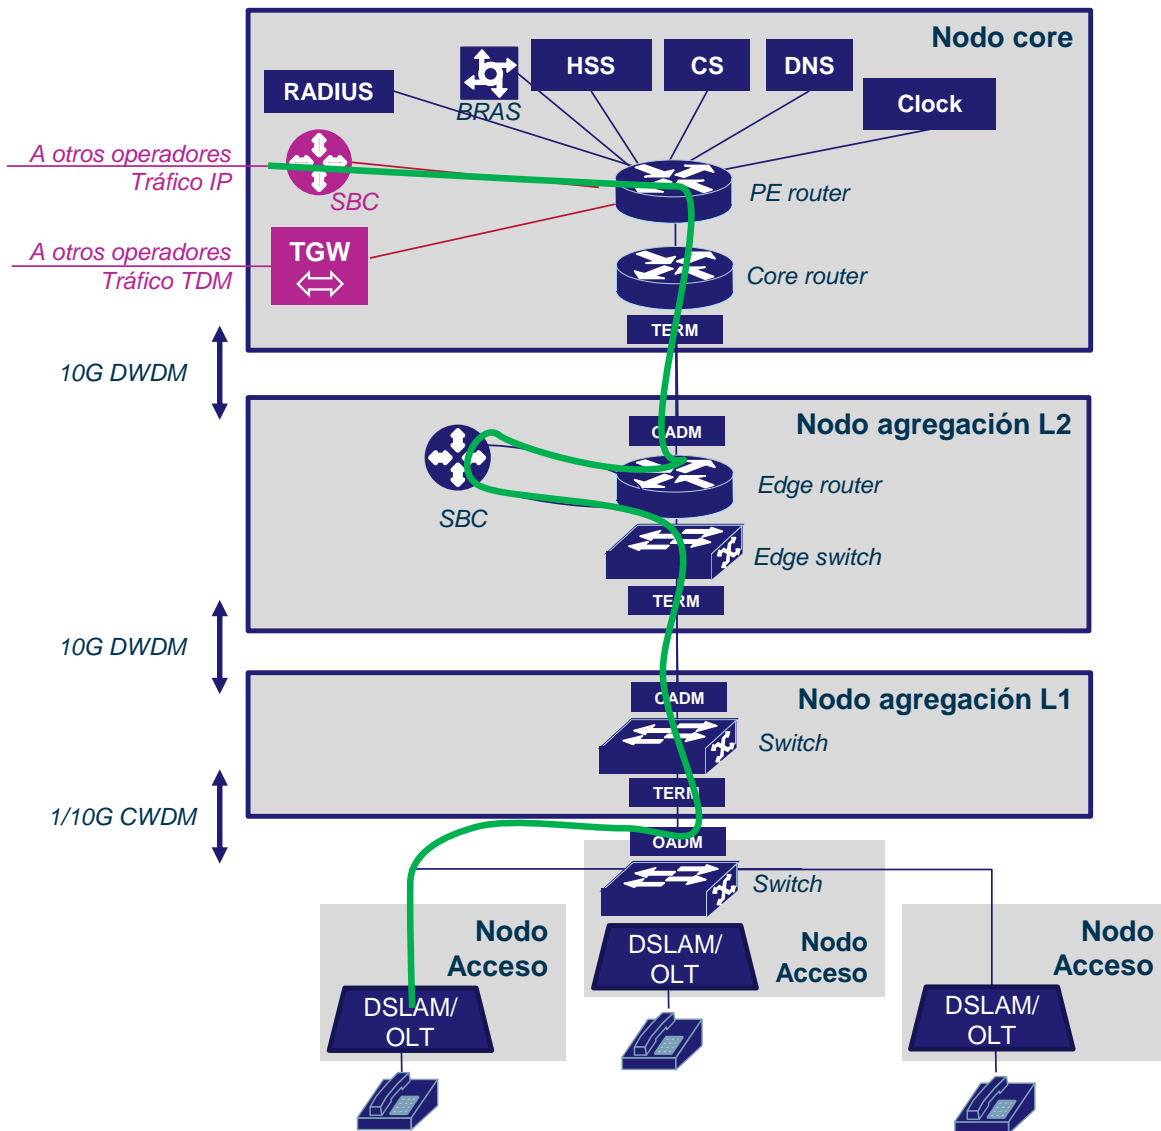 Nodo core
HSS
CS
DNS
RADIUS
BRAS
Clock
A otros operadores
Tráfico IP
SBC
PE router
A otros operadores
Tráfico TDM
TGW
Core router
TERM
10G DWDM
Nodo agregación L2
OADM
Edge router
SBC
Edge switch
TERM
10G DWDM
Nodo agregación L1
OADM
Switch
TERM
1/10G CWDM
OADM
Switch
Nodo
Acceso
DSLAM/
OLT
Nodo
Acceso
DSLAM/
OLT
Nodo
Acceso
DSLAM/
OLT